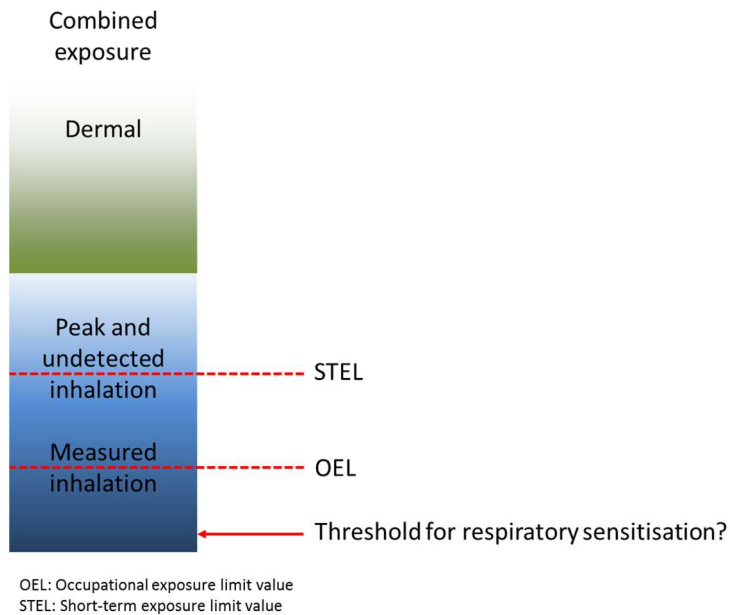 Combined
exposure
Dermal
Peak and
undetected
inhalation
STEL
Measured
inhalation
OEL
Threshold for respiratory sensitisation?
OEL: Occupational exposure limit value
STEL: Short-term exposure limit value